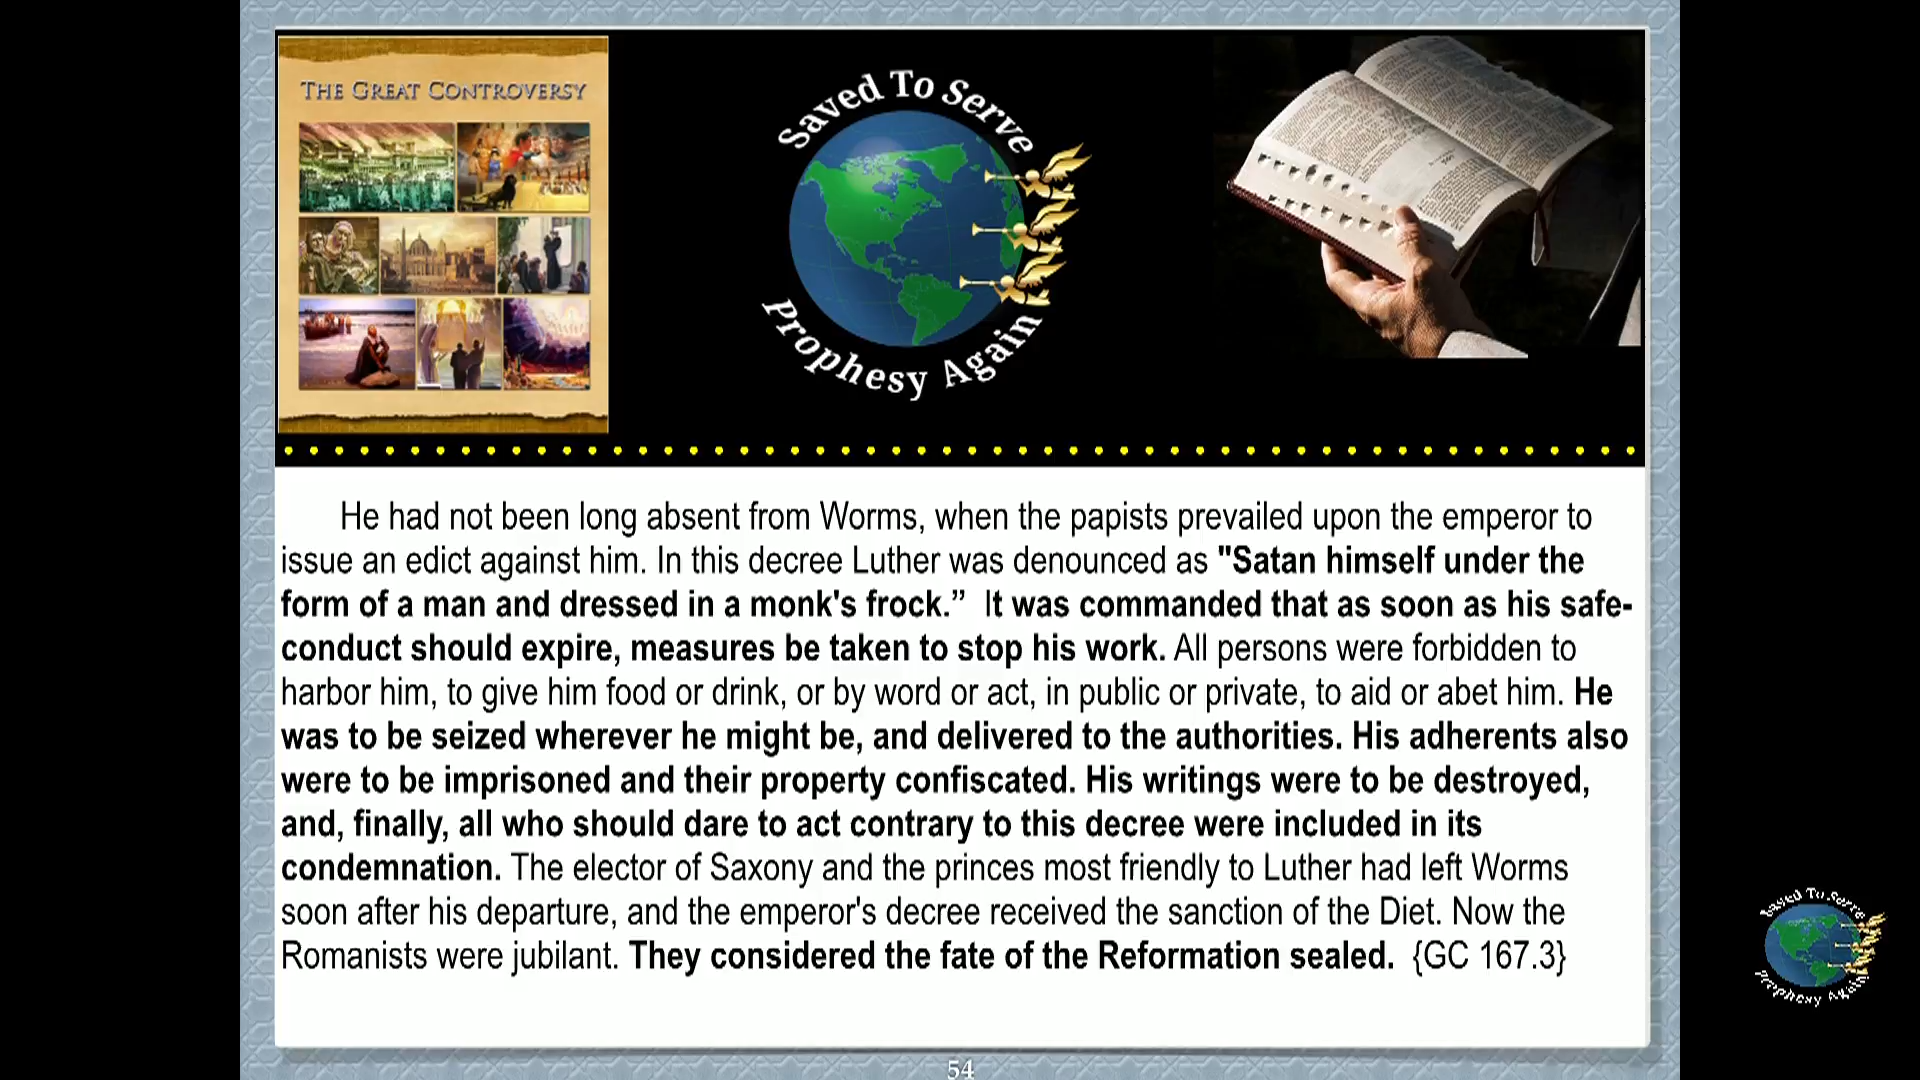 THE GREAT CONTROVERSY
Saved To Serve
Prophesy Again
He had not been long absent from Worms, when the papists prevailed upon the emperor to
issue an edict against him. In this decree Luther was denounced as "Satan himself under the
form of a man and dressed in a monk's frock.”  It was commanded that as soon as his safe-
conduct should expire, measures be taken to stop his work. All persons were forbidden to
harbor him, to give him food or drink, or by word or act, in public or private, to aid or abet him. He
was to be seized wherever he might be, and delivered to the authorities. His adherents also
were to be imprisoned and their property confiscated. His writings were to be destroyed,
and, finally, all who should dare to act contrary to this decree were included in its
condemnation. The elector of Saxony and the princes most friendly to Luther had left Worms
soon after his departure, and the emperor's decree received the sanction of the Diet. Now the
Romanists were jubilant. They considered the fate of the Reformation sealed.  {GC 167.3}
54
Saved To Serve
Prophesy Again